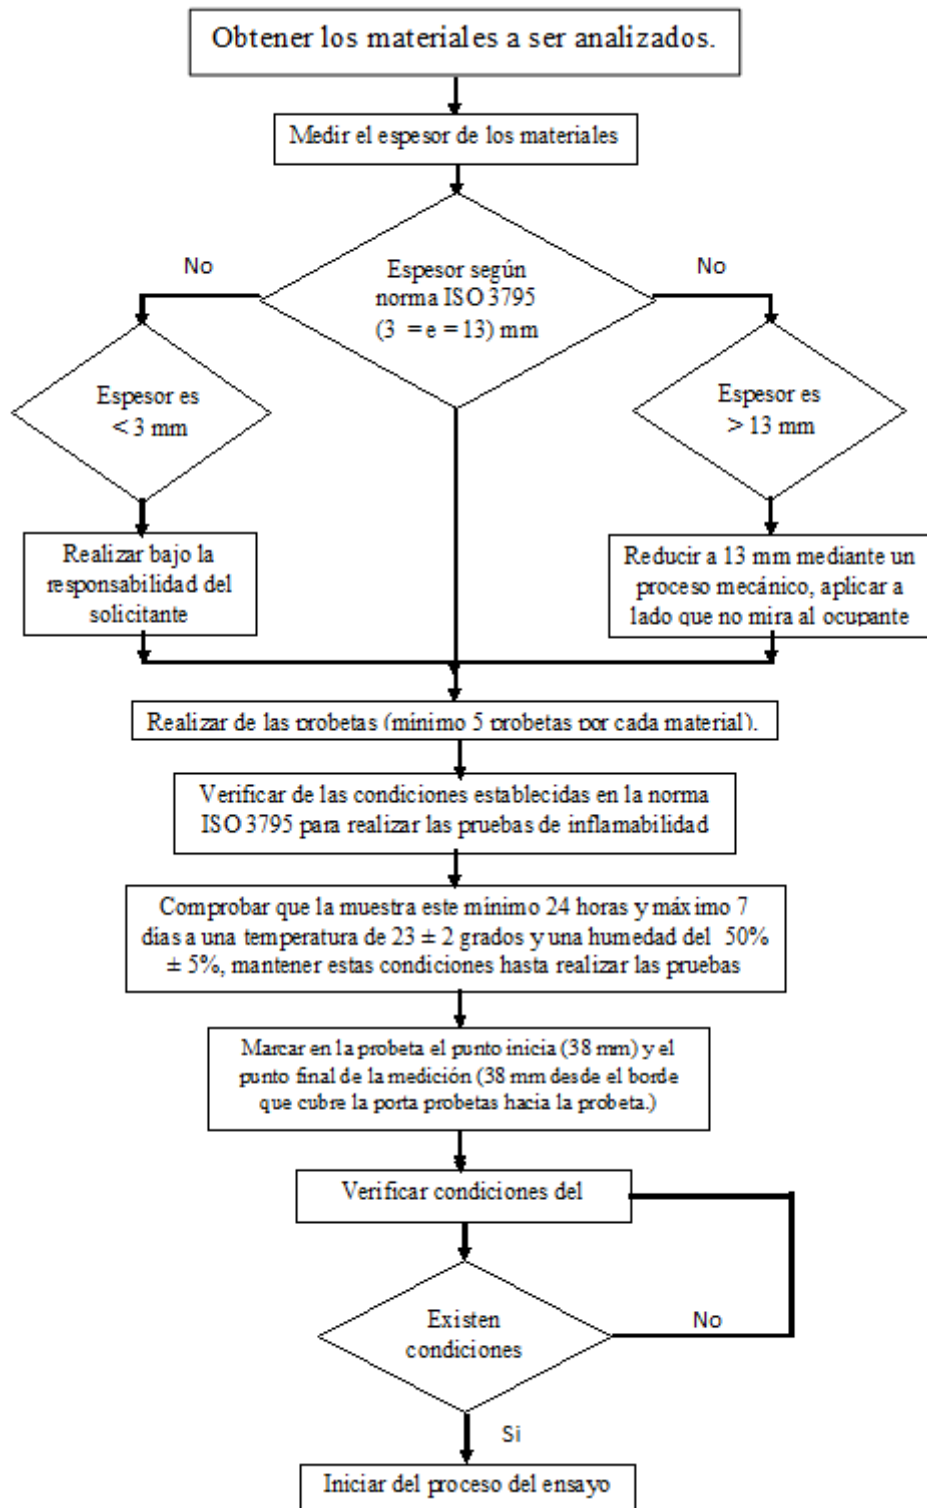 Obtener los materiales a ser analizados.
Medir el espesor de los materiales
Espesor según
norma ISO 3795
(3 = e = 13) mm
No
No
Espesor es
< 3 mm
Espesor es
> 13 mm
Realizar bajo la
responsabilidad del
solicitante
Reducir a 13 mm mediante un
proceso mecánico, aplicar a
lado que no mira al ocupante
Realizar de las probetas (mínimo 5 probetas por cada material).
Verificar de las condiciones establecidas en la norma
ISO 3795 para realizar las pruebas de inflamabilidad
Comprobar que la muestra este mínimo 24 horas y máximo 7
días a una temperatura de 23 ± 2 grados y una humedad del 50%
± 5%, mantener estas condiciones hasta realizar las pruebas
Marcar en la probeta el punto inicia (38 mm) y el
punto final de la medición (38 mm desde el borde
que cubre la porta probetas hacia la probeta.)
Verificar condiciones del
Existen
condiciones
No
Si
Iniciar del proceso del ensayo